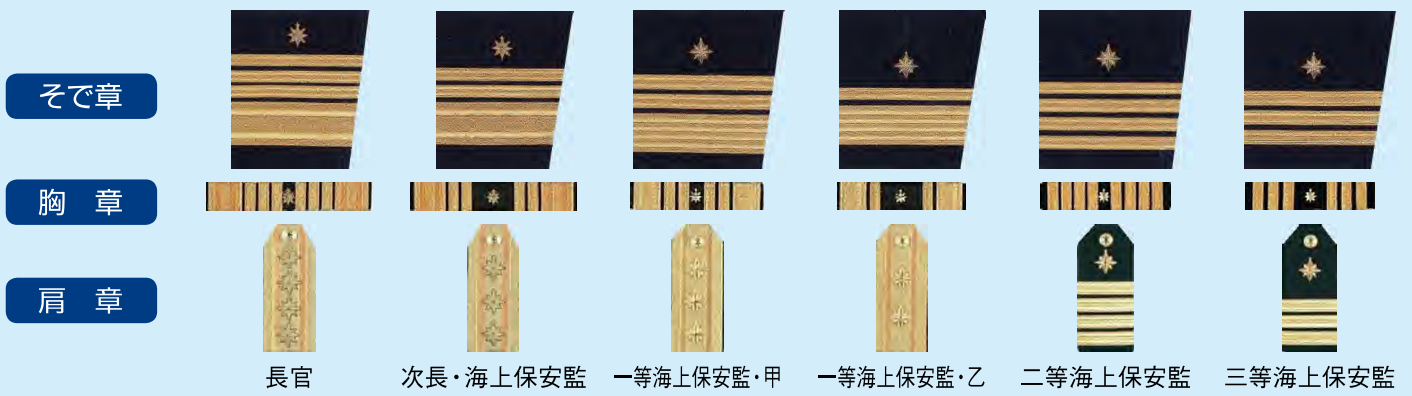 そで章
胸　章
肩　章
長官
次長・海上保安監
一等海上保安監・甲
一等海上保安監・乙
二等海上保安監
三等海上保安監